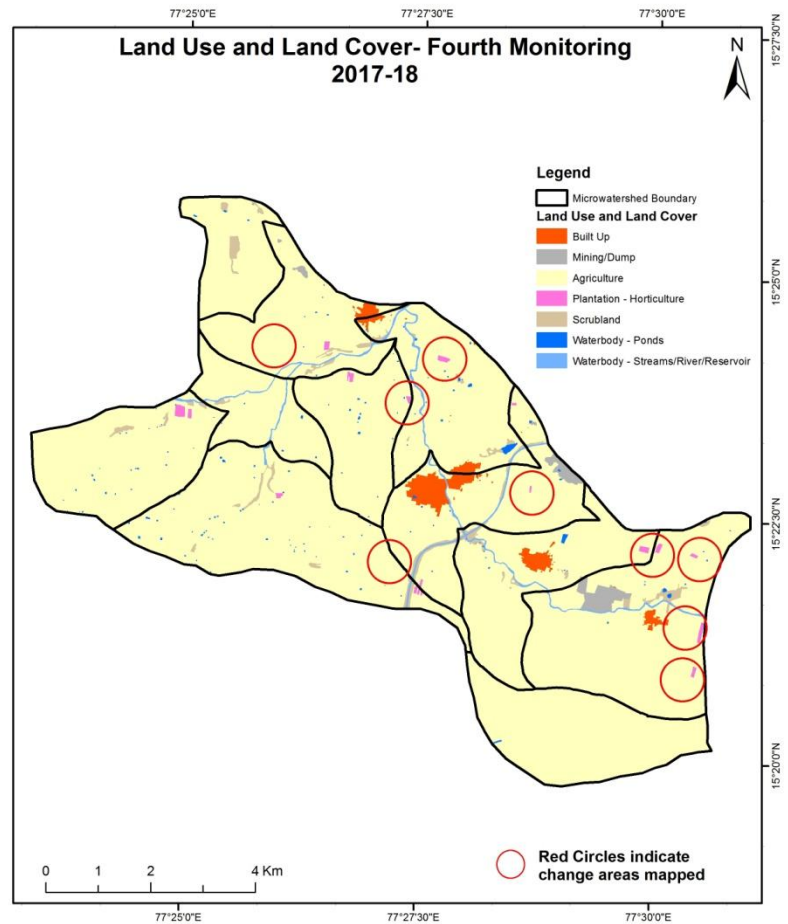 77°25'0"E
77°27'30"E
77°30'0"E
15°27'30"N
Land Use and Land Cover- Fourth Monitoring
2017-18
N
Legend
Microwatershed Boundary
Land Use and Land Cover
Built Up
Mining/Dump
Agriculture
Plantation - Horticulture
Scrubland
Waterbody - Ponds
Waterbody - Streams/River/Reservoir
15°25'0"N
15°22'30"N
15°20'0"N
0 1 2 4 Km
Red Circles indicate
change areas mapped
77°25'0"E
77°27'30"E
77°30'0"E